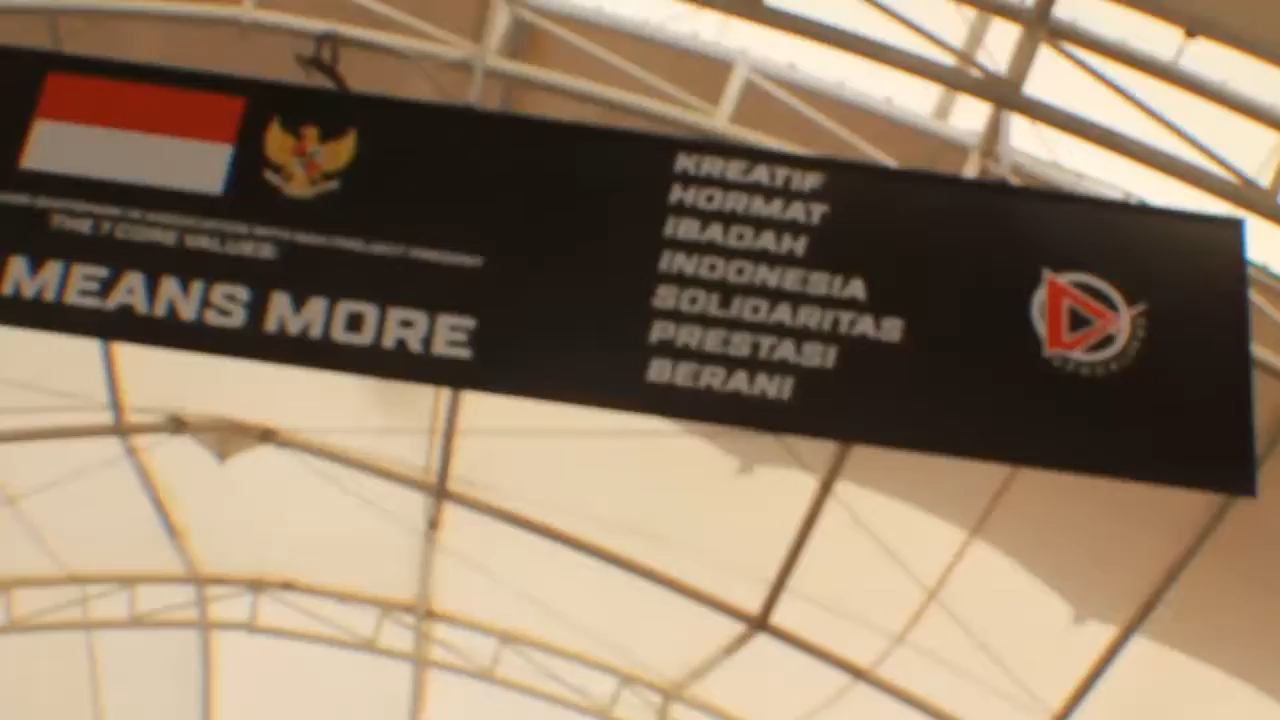 THE 7 CORE VALUES:
MEANS MORE
KREATIF
HORMAT
IBADAH
INDONESIA
SOLIDARITAS
PRESTASI
BERANI